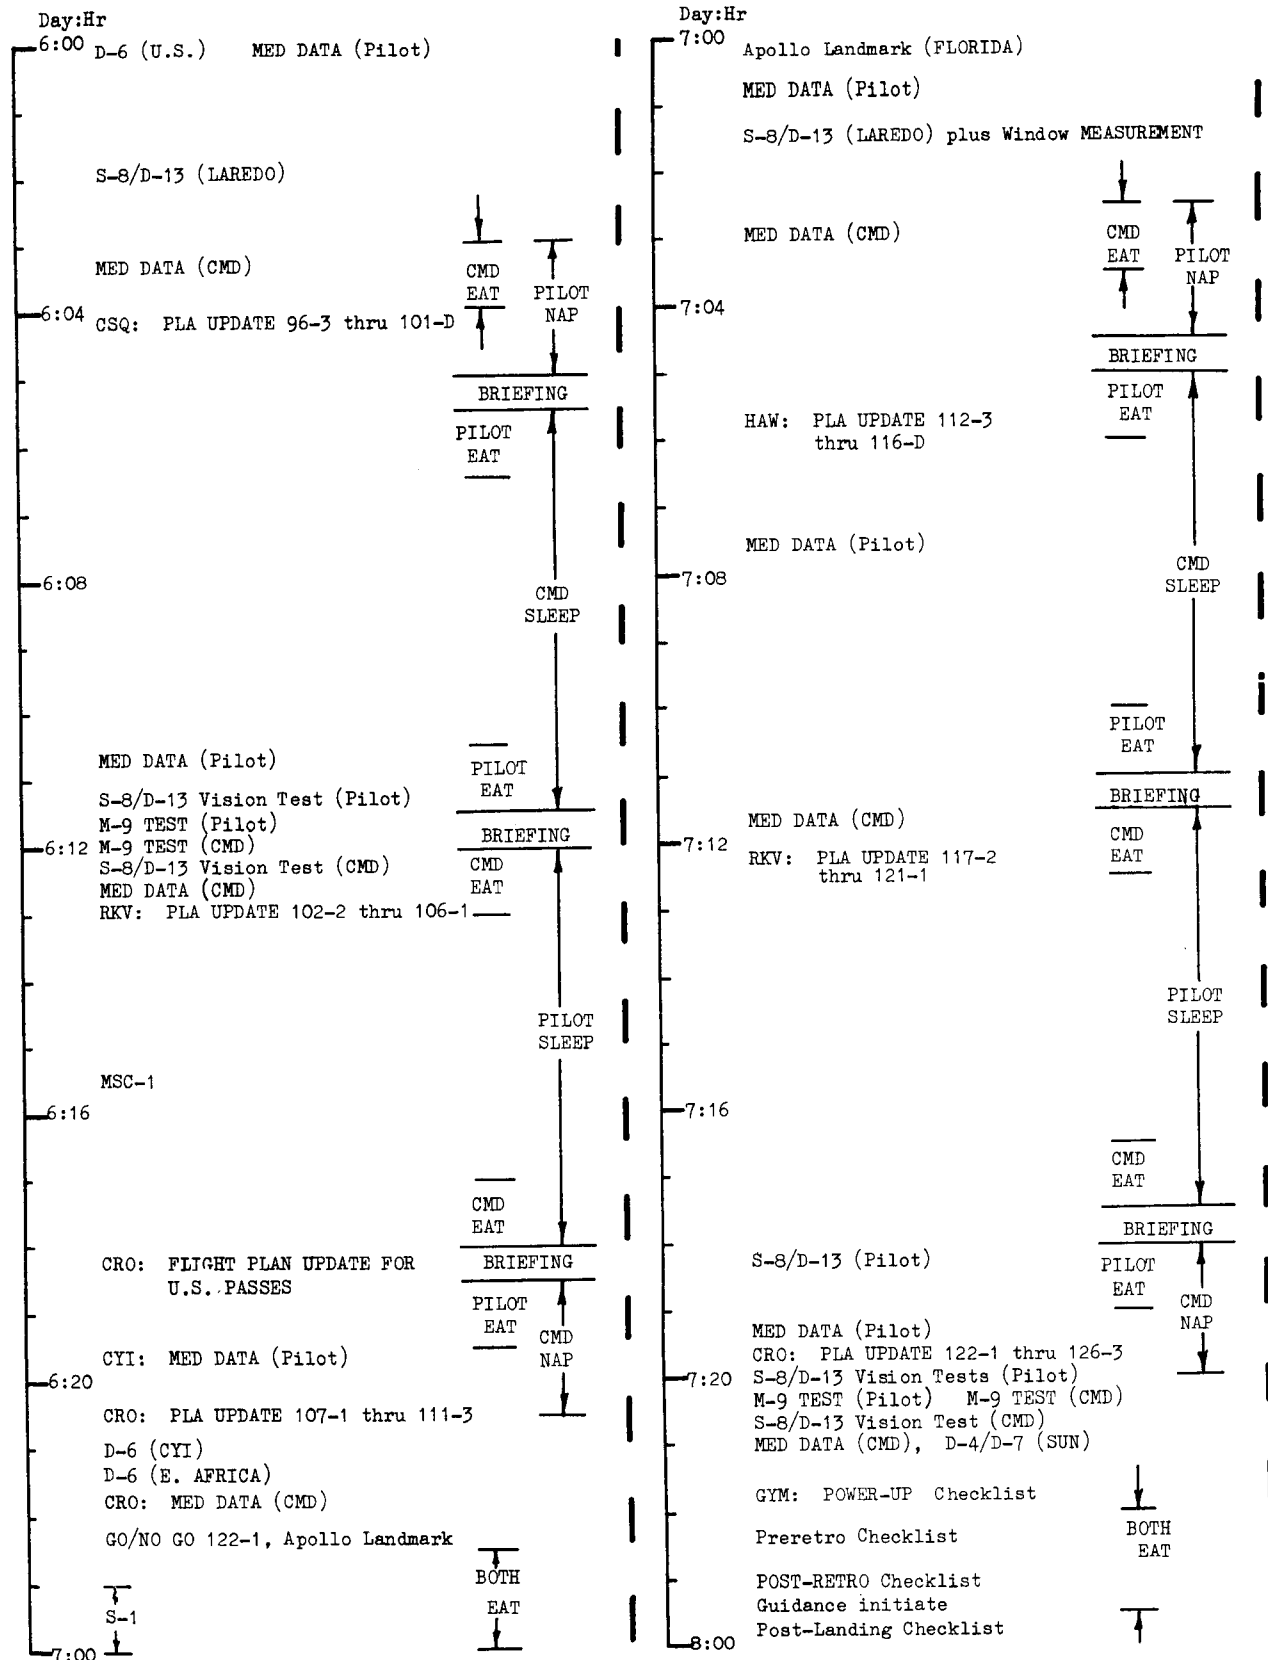 Day:Hr
6:00 D-6 (U.S.) MED DATA (Pilot)
S-8/D-13 (LAREDO)
MED DATA (CMD)
CMD
EAT
PILOT
NAP
6:04 CSQ: PLA UPDATE 96-3 thru 101-D
BRIEFING
PILOT
EAT
6:08
CMD
SLEEP
MED DATA (Pilot)
PILOT
EAT
S-8/D-13 Vision Test (Pilot)
M-9 TEST (Pilot)
BRIEFING
6:12 M-9 TEST (CMD)
S-8/D-13 Vision Test (CMD)
CMD
EAT
MED DATA (CMD)
RKV: PLA UPDATE 102-2 thru 106-1
PILOT
SLEEP
MSC-1
6:16
CMD
EAT
CRO: FLIGHT PLAN UPDATE FOR
U.S. PASSES
BRIEFING
PILOT
EAT
CMD
NAP
CYI: MED DATA (Pilot)
6:20
CRO: PLA UPDATE 107-1 thru 111-3
D-6 (CYI)
D-6 (E. AFRICA)
CRO: MED DATA (CMD)
GO/NO GO 122-1, Apollo Landmark
BOTH
EAT
S-1
7:00
Day:Hr
7:00 Apollo Landmark (FLORIDA)
MED DATA (Pilot)
S-8/D-13 (LAREDO) plus Window MEASUREMENT
MED DATA (CMD)
CMD
EAT
PILOT
NAP
7:04
BRIEFING
PILOT
EAT
HAW: PLA UPDATE 112-3
thru 116-D
MED DATA (Pilot)
7:08
CMD
SLEEP
PILOT
EAT
BRIEFING
MED DATA (CMD)
7:12
CMD
EAT
RKV: PLA UPDATE 117-2
thru 121-1
PILOT
SLEEP
7:16
CMD
EAT
BRIEFING
S-8/D-13 (Pilot)
PILOT
EAT
CMD
NAP
MED DATA (Pilot)
CRO: PLA UPDATE 122-1 thru 126-3
7:20 S-8/D-13 Vision Tests (Pilot)
M-9 TEST (Pilot) M-9 TEST (CMD)
S-8/D-13 Vision Test (CMD)
MED DATA (CMD), D-4/D-7 (SUN)
GYM: POWER-UP Checklist
Preretro Checklist
BOTH
EAT
POST-RETRO Checklist
Guidance initiate
Post-Landing Checklist
8:00